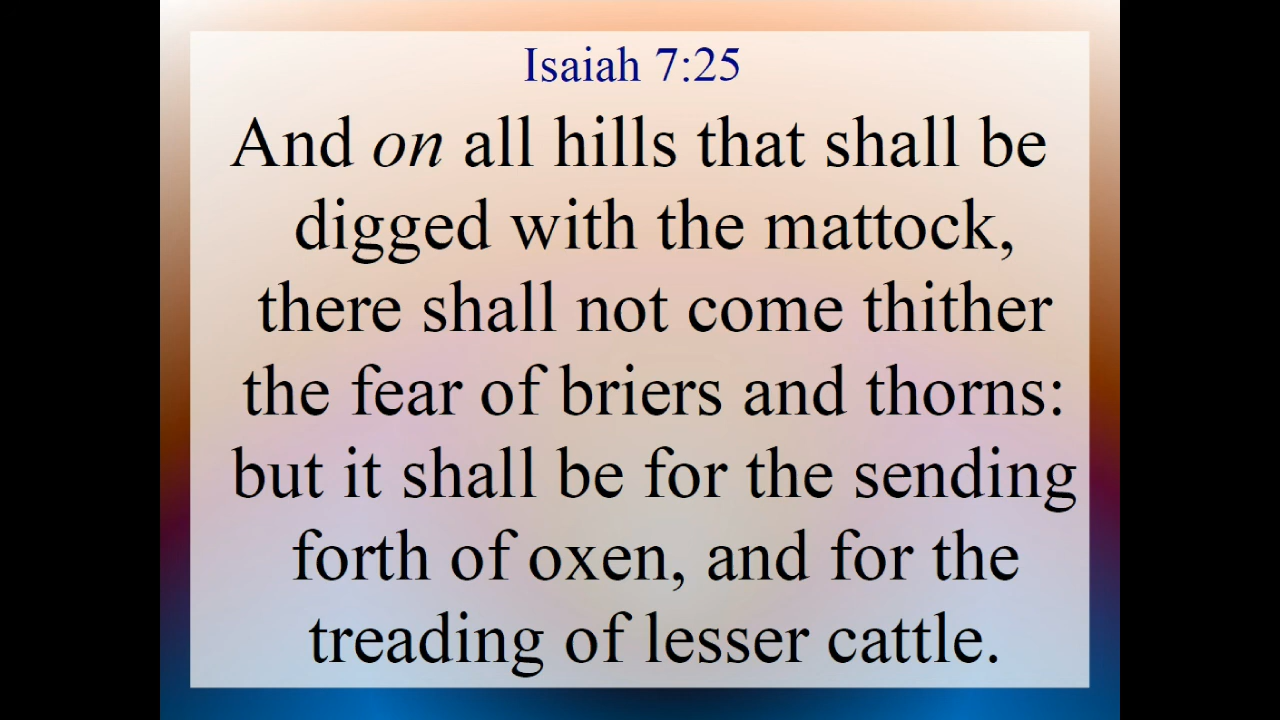 Isaiah 7:25
And on all hills that shall be
digged with the mattock,
there shall not come thither
the fear of briers and thorns:
but it shall be for the sending
forth of oxen, and for the
treading of lesser cattle.